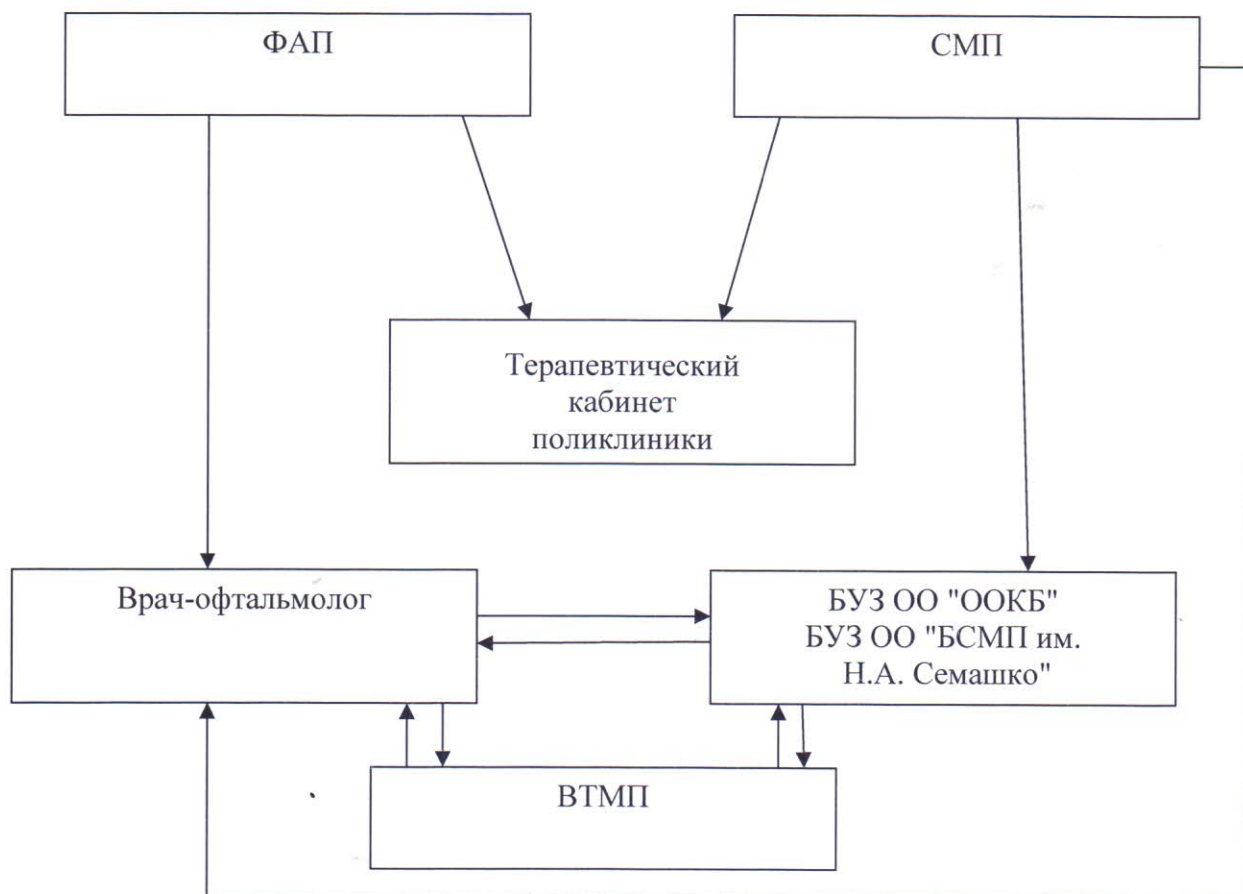 ФАП
СМП
Терапевтический
кабинет
поликлиники
Врач-офтальмолог
БУЗ ОО "ООКБ"
БУЗ ОО "БСМП им.
Н.А. Семашко"
ВТМП